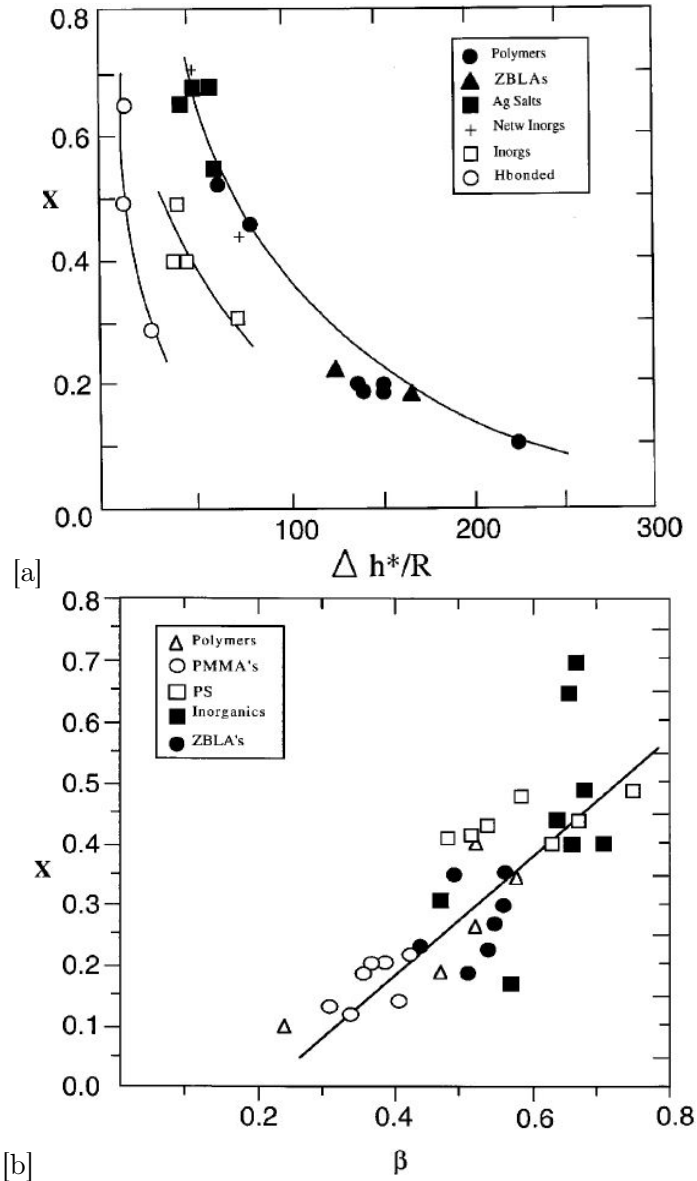 0.8
Polymers
ZBLAs
Ag Salts
Netw Inorgs
Inorgs
Hbonded
0.6
X
0.4
0.2
0.0
100
200
300
Δ h*/R
[a]
0.8
Polymers
PMMA's
PS
Inorganics
ZBLA's
0.7
0.6
0.5
0.4
X
0.3
0.2
0.1
0.0
0.2
0.4
0.6
0.8
β
[b]